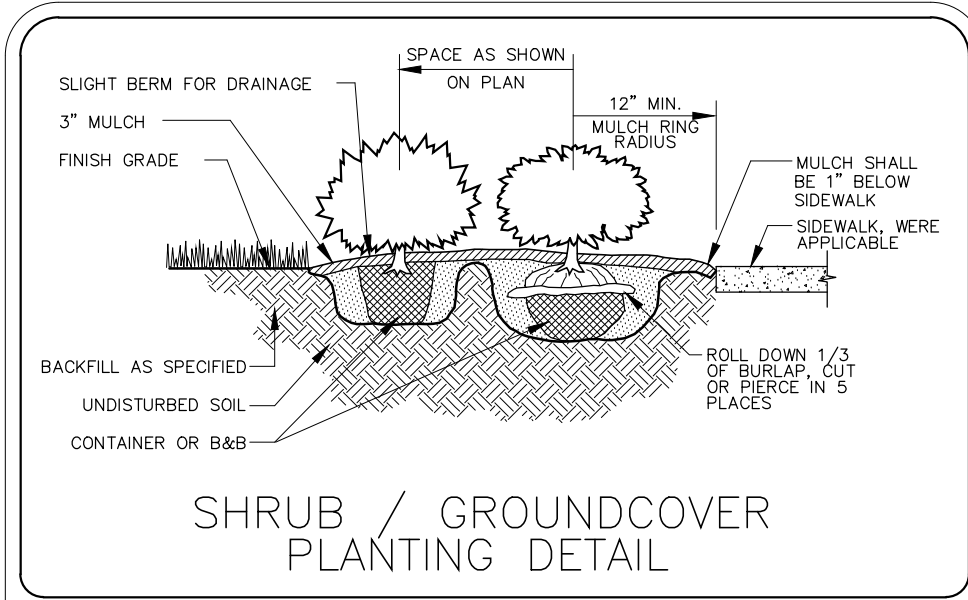 SPACE AS SHOWN
ON PLAN
SLIGHT BERM FOR DRAINAGE
3" MULCH
FINISH GRADE
12" MIN.
MULCH RING
RADIUS
MULCH SHALL
BE 1" BELOW
SIDEWALK
SIDEWALK, WERE
APPLICABLE
BACKFILL AS SPECIFIED
UNDISTURBED SOIL
CONTAINER OR B&B
ROLL DOWN 1/3
OF BURLAP, CUT
OR PIERCE IN 5
PLACES
SHRUB / GROUNDCOVER
PLANTING DETAIL